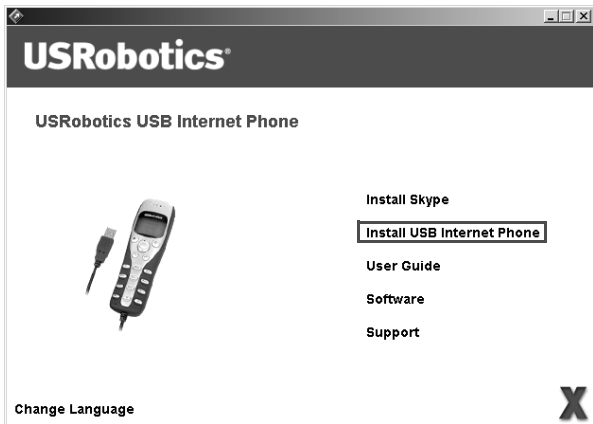 USRobotics®
USRobotics USB Internet Phone
Install Skype
Install USB Internet Phone
User Guide
Software
Support
Change Language
X